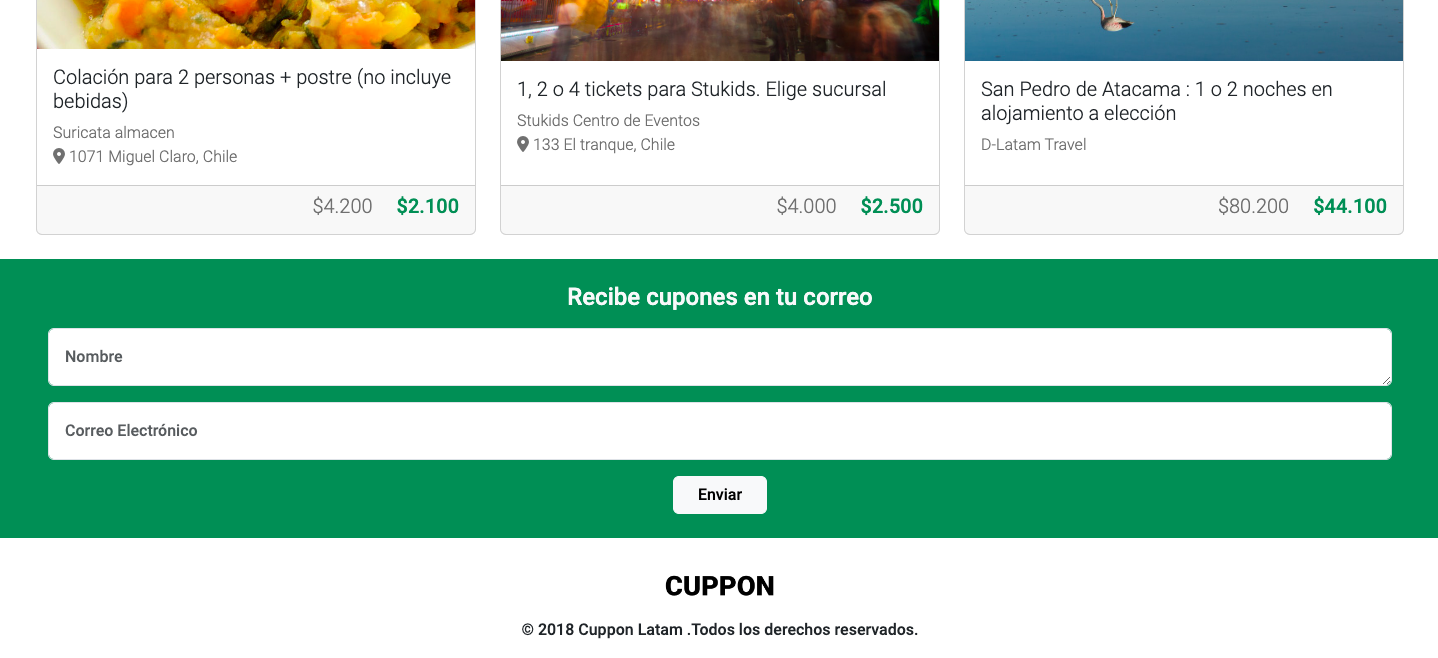 Colación para 2 personas + postre (no incluye
bebidas)
Suricata almacen
1071 Miguel Claro, Chile
$4.200 $2.100
1, 2 o 4 tickets para Stukids. Elige sucursal
Stukids Centro de Eventos
133 El tranque, Chile
$4.000 $2.500
San Pedro de Atacama : 1 o 2 noches en
alojamiento a elección
D-Latam Travel
$80.200 $44.100
Recibe cupones en tu correo
Nombre
Correo Electrónico
Enviar
CUPPON
© 2018 Cuppon Latam .Todos los derechos reservados.